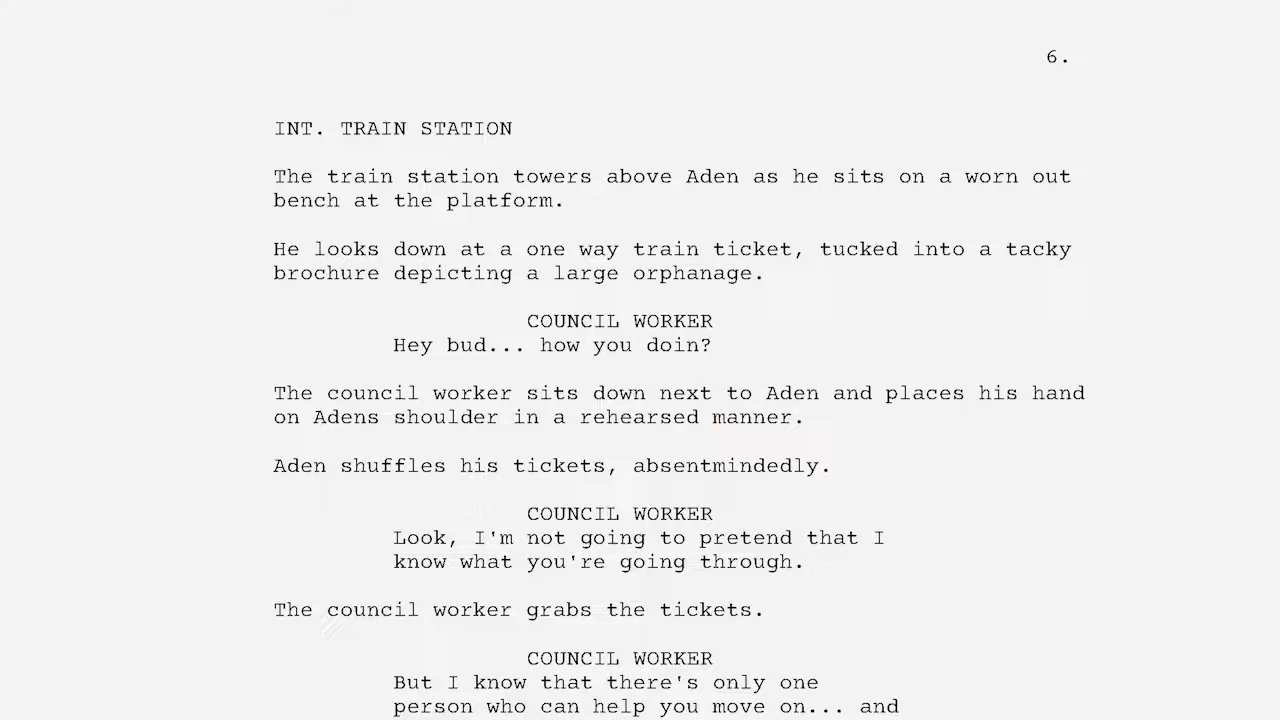 6.
INT. TRAIN STATION
The train station towers above Aden as he sits on a worn out
bench at the platform.
He looks down at a one way train ticket, tucked into a tacky
brochure depicting a large orphanage.
COUNCIL WORKER
Hey bud... how you doin?
The council worker sits down next to Aden and places his hand
on Adens shoulder in a rehearsed manner.
Aden shuffles his tickets, absentmindedly.
COUNCIL WORKER
Look, I'm not going to pretend that I
know what you're going through.
The council worker grabs the tickets.
COUNCIL WORKER
But I know that there's only one
person who can help you move on... and